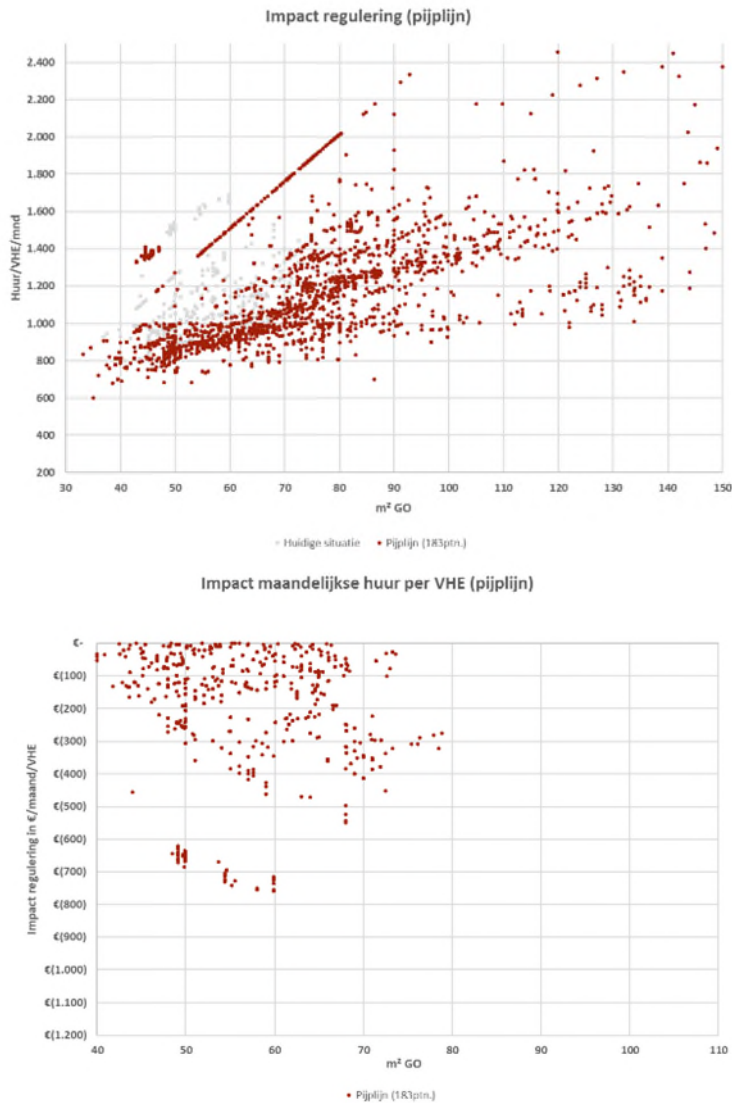 Impact regulering (pijplijn)
Huur/VHE/mnd
2.400
2.200
2.000
1.800
1.600
1.400
1.200
1.000
800
600
400
200
30 40 50 60 70 80 90 100 110 120 130 140 150
m² GO
Huidige situatie Pijplijn (183ptn.)
Impact maandelijkse huur per VHE (pijplijn)
Impact regulering in €/maand/VHE
€-
€(100)
€(200)
€(300)
€(400)
€(500)
€(600)
€(700)
€(800)
€(900)
€(1.000)
€(1.100)
€(1.200)
40 50 60 70 80 90 100 110
m² GO
Pijplijn (183ptn.)